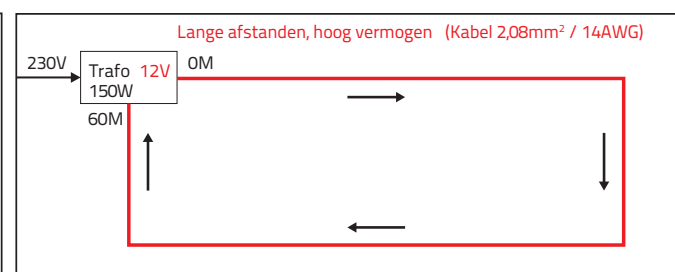 Lange afstanden, hoog vermogen (Kabel 2,08mm² / 14AWG)
230V
Trafo 12V
0M
150W
60M